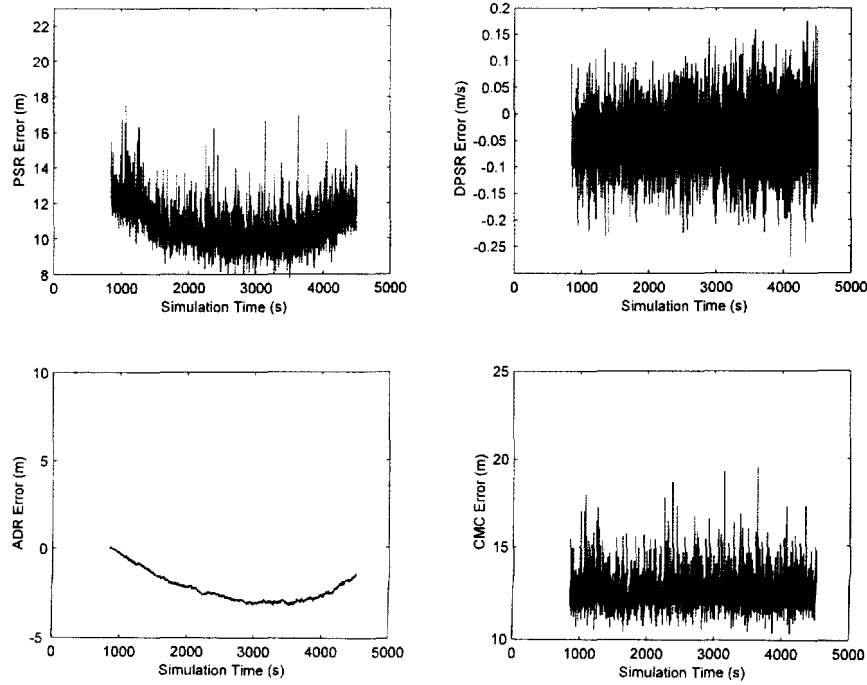 22
20
18
16
14
12
10
8
PSR Error (m)
0 1000 2000 3000 4000 5000
Simulation Time (s)
0.2
0.15
0.1
0.05
0
-0.05
-0.1
-0.15
-0.2
-0.25
DPSR Error (m/s)
0 1000 2000 3000 4000 5000
Simulation Time (s)
10
5
0
-5
ADR Error (m)
0 1000 2000 3000 4000 5000
Simulation Time (s)
25
20
15
10
CMC Error (m)
0 1000 2000 3000 4000 5000
Simulation Time (s)